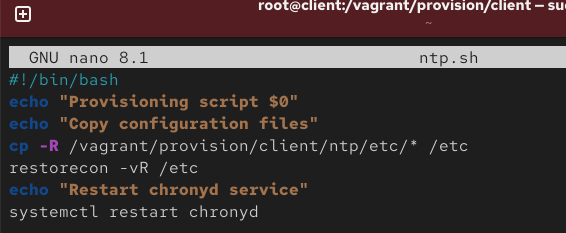 root@client:/vagrant/provision/client — su
~
GNU nano 8.1 ntp.sh
#!/bin/bash
echo "Provisioning script $0"
echo "Copy configuration files"
cp -R /vagrant/provision/client/ntp/etc/* /etc
restorecon -vR /etc
echo "Restart chronyd service"
systemctl restart chronyd